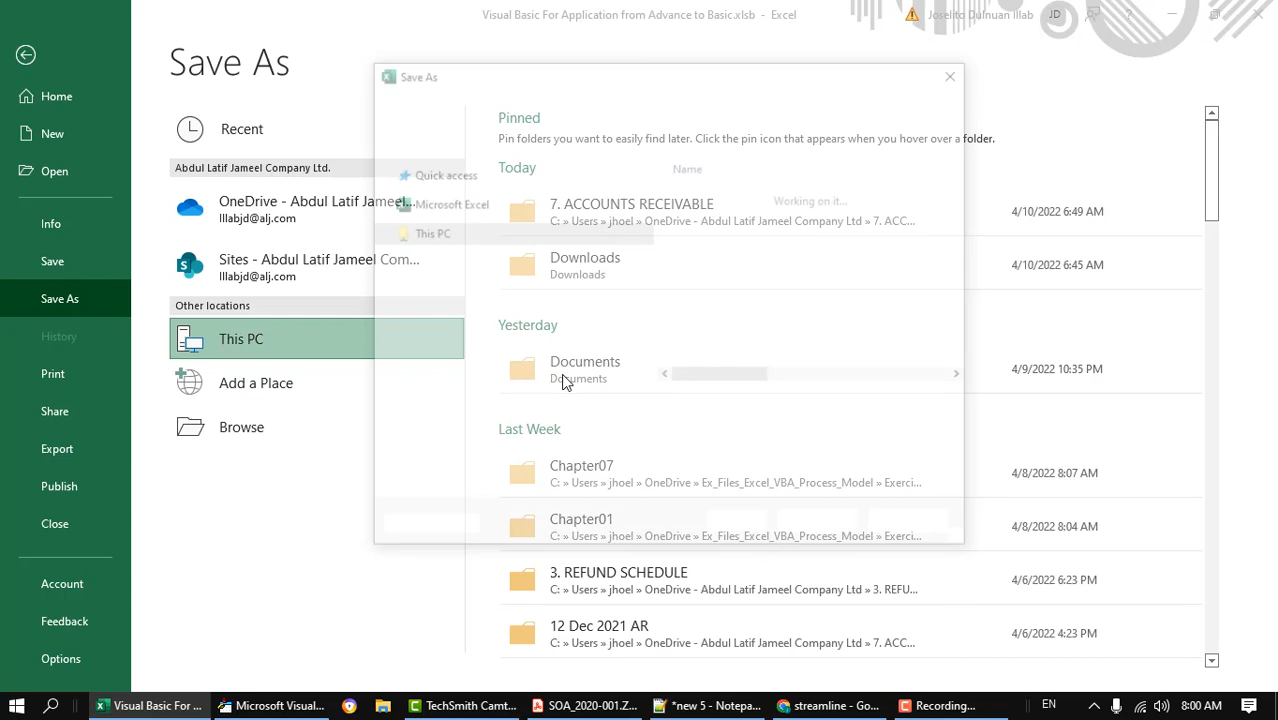 Visual Basic For Application from Advance to Basic.xlsb - Excel
Joselito Dulnuan Illab
JD
?
Save As
Home
New
Open
Info
Save
Save As
History
Print
Share
Export
Publish
Close
Account
Feedback
Options
Recent
Abdul Latif Jameel Company Ltd.
OneDrive - Abdul Latif Jameel...
Illabjd@alj.com
Sites - Abdul Latif Jameel Com...
Illabjd@alj.com
Other locations
This PC
Add a Place
Browse
Save As
Quick access
Microsoft Excel
This PC
Name
Working on it...
Pinned
Pin folders you want to easily find later. Click the pin icon that appears when you hover over a folder.
Today
7. ACCOUNTS RECEIVABLE
C: » Users » jhoel » OneDrive - Abdul Latif Jameel Company Ltd » 7. ACC...
4/10/2022 6:49 AM
Downloads
Downloads
4/10/2022 6:45 AM
Yesterday
Documents
Documents
4/9/2022 10:35 PM
Last Week
Chapter07
C: » Users » jhoel » OneDrive » Ex_Files_Excel_VBA_Process_Model » Exerci...
4/8/2022 8:07 AM
Chapter01
C: » Users » jhoel » OneDrive » Ex_Files_Excel_VBA_Process_Model » Exerci...
4/8/2022 8:04 AM
3. REFUND SCHEDULE
C: » Users » jhoel » OneDrive - Abdul Latif Jameel Company Ltd » 3. REFU...
4/6/2022 6:23 PM
12 Dec 2021 AR
C: » Users » jhoel » OneDrive - Abdul Latif Jameel Company Ltd » 7. ACC...
4/6/2022 4:23 PM
Visual Basic For ...
Microsoft Visual...
TechSmith Camt...
SOA_2020-001.Z...
*new 5 - Notepa...
streamline - Go...
Recording...
EN
8:00 AM